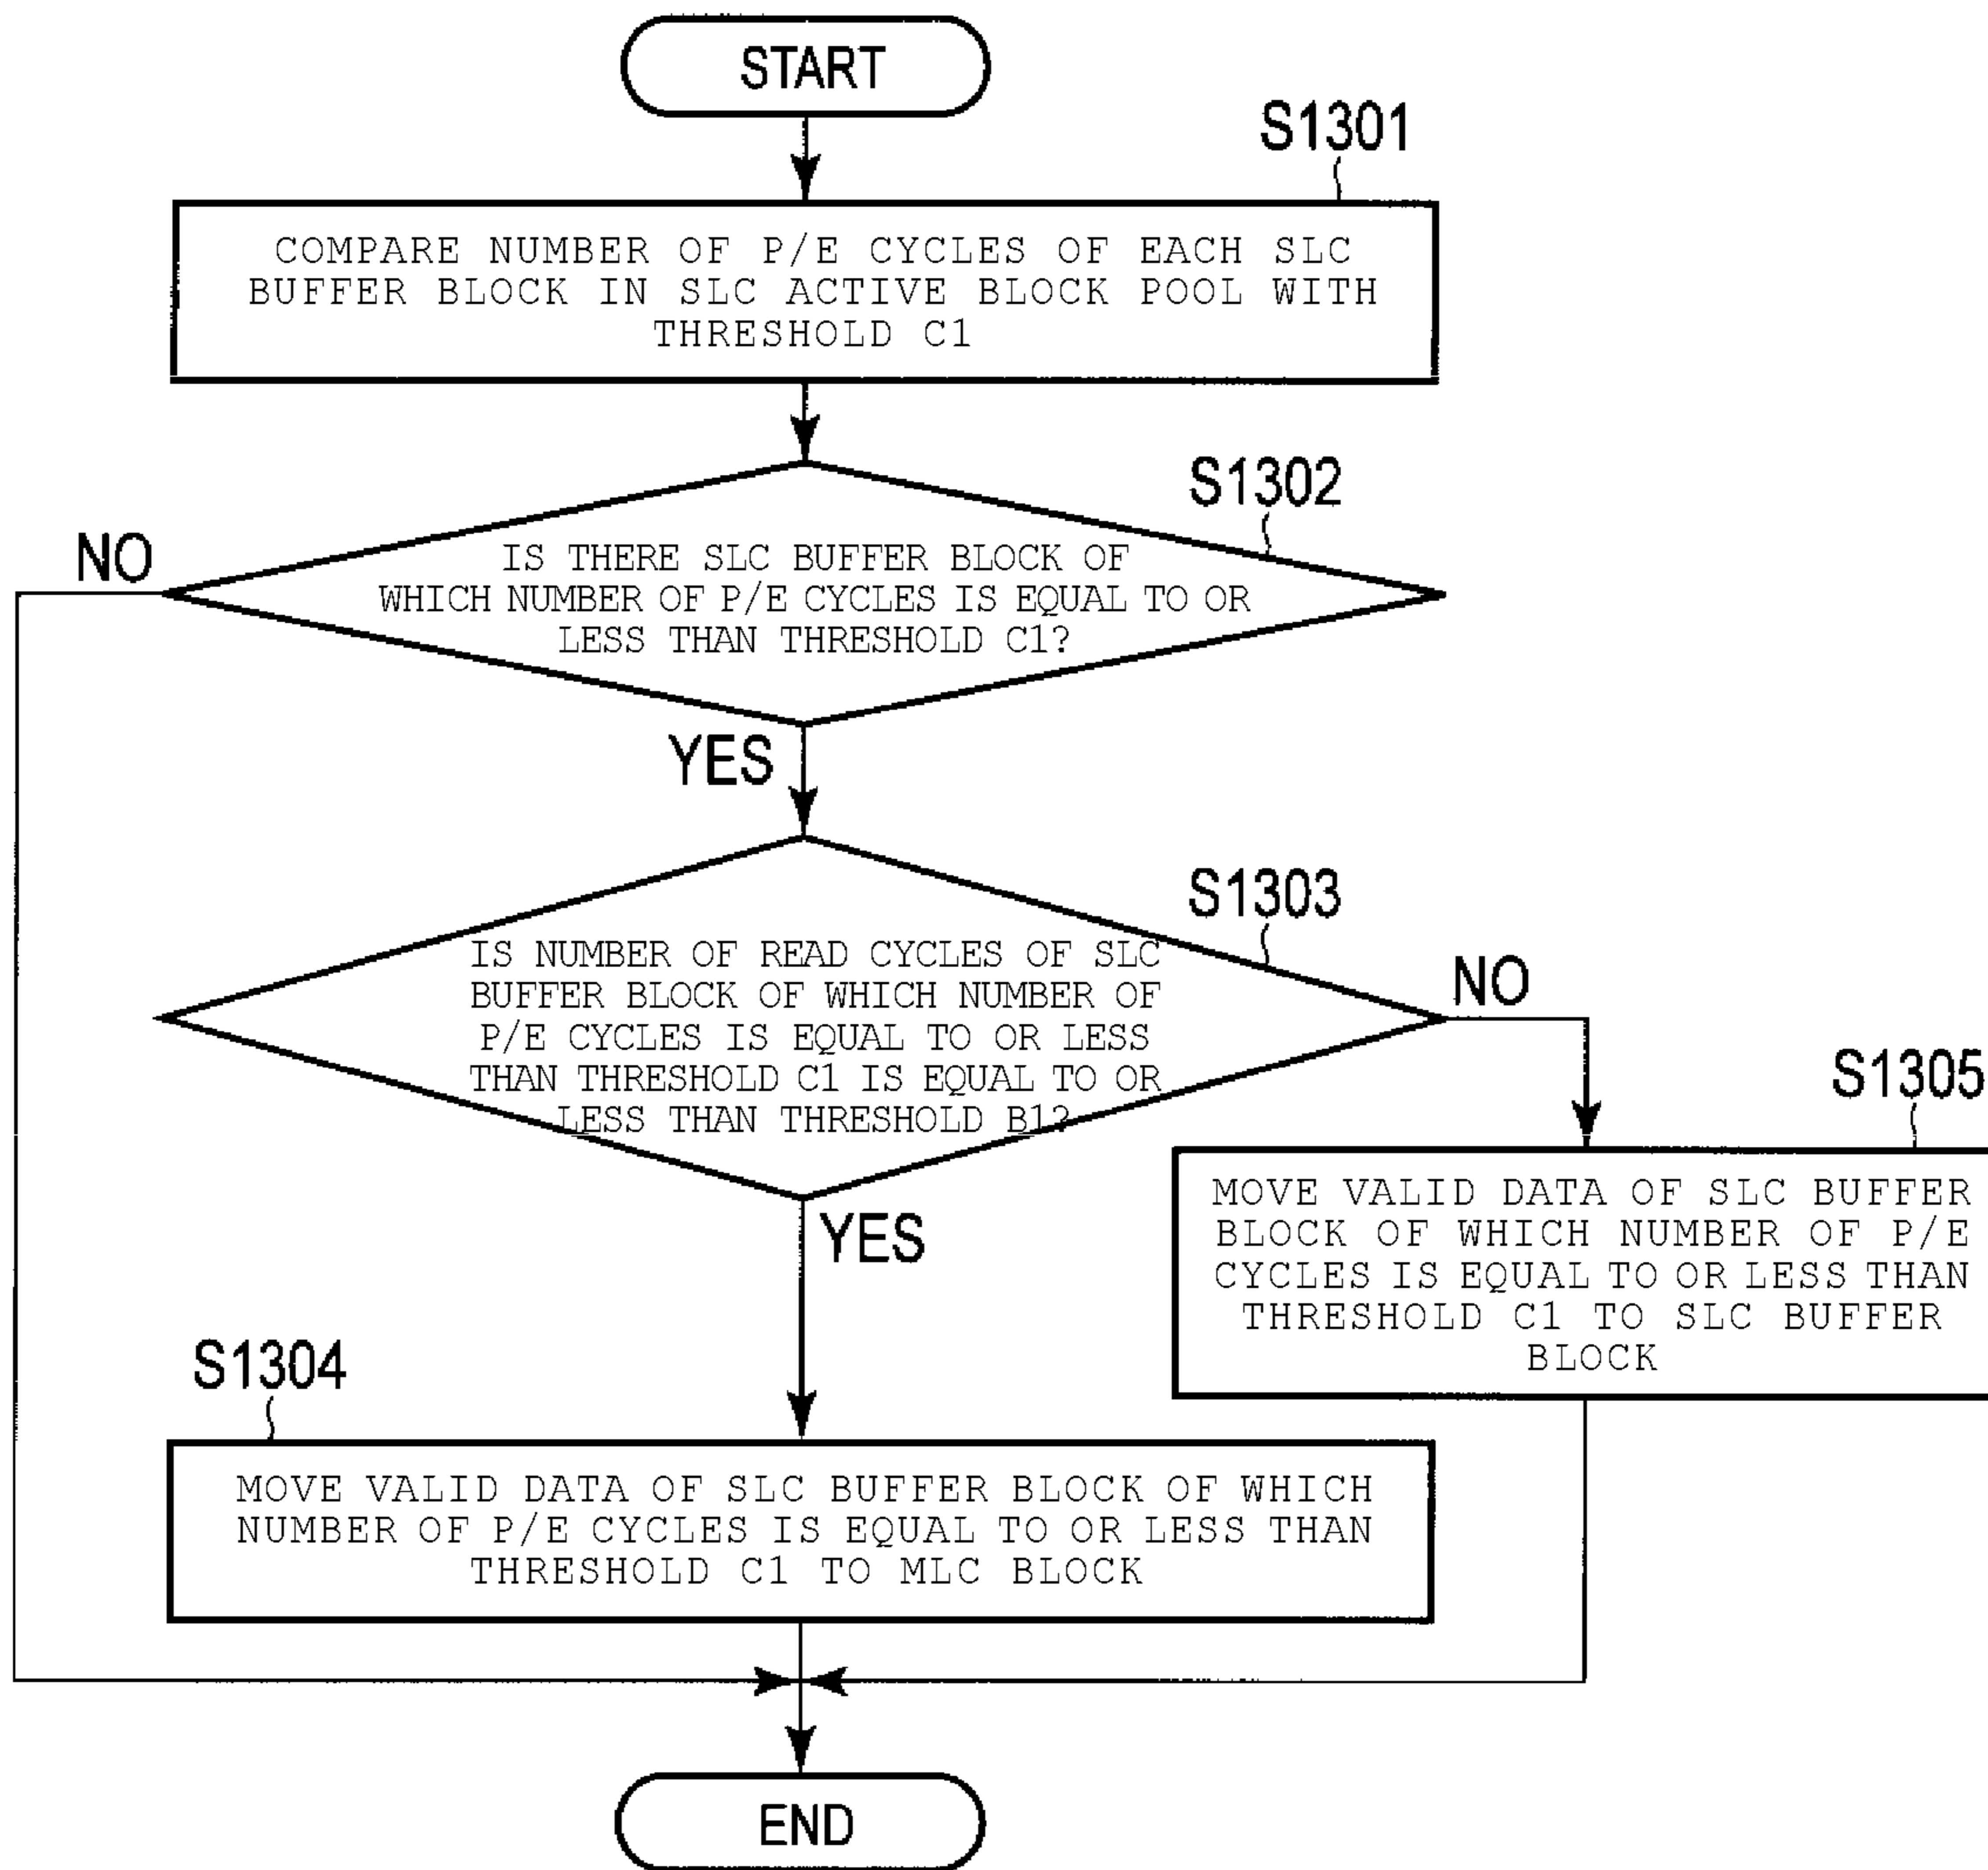 START
S1301
COMPARE NUMBER OF P/E CYCLES OF EACH SLC
BUFFER BLOCK IN SLC ACTIVE BLOCK POOL WITH
THRESHOLD C1
S1302
NO
IS THERE SLC BUFFER BLOCK OF
WHICH NUMBER OF P/E CYCLES IS EQUAL TO OR
LESS THAN THRESHOLD C1?
YES
S1303
IS NUMBER OF READ CYCLES OF SLC
BUFFER BLOCK OF WHICH NUMBER OF
P/E CYCLES IS EQUAL TO OR LESS
THAN THRESHOLD C1 IS EQUAL TO OR
LESS THAN THRESHOLD B1?
NO
YES
S1305
MOVE VALID DATA OF SLC BUFFER
BLOCK OF WHICH NUMBER OF P/E
CYCLES IS EQUAL TO OR LESS THAN
THRESHOLD C1 TO SLC BUFFER
BLOCK
S1304
MOVE VALID DATA OF SLC BUFFER BLOCK OF WHICH
NUMBER OF P/E CYCLES IS EQUAL TO OR LESS THAN
THRESHOLD C1 TO MLC BLOCK
END